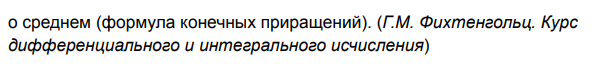 о среднем (формула конечных приращений). (Г.М. Фихтенгольц. Курс
дифференциального и интегрального исчисления)